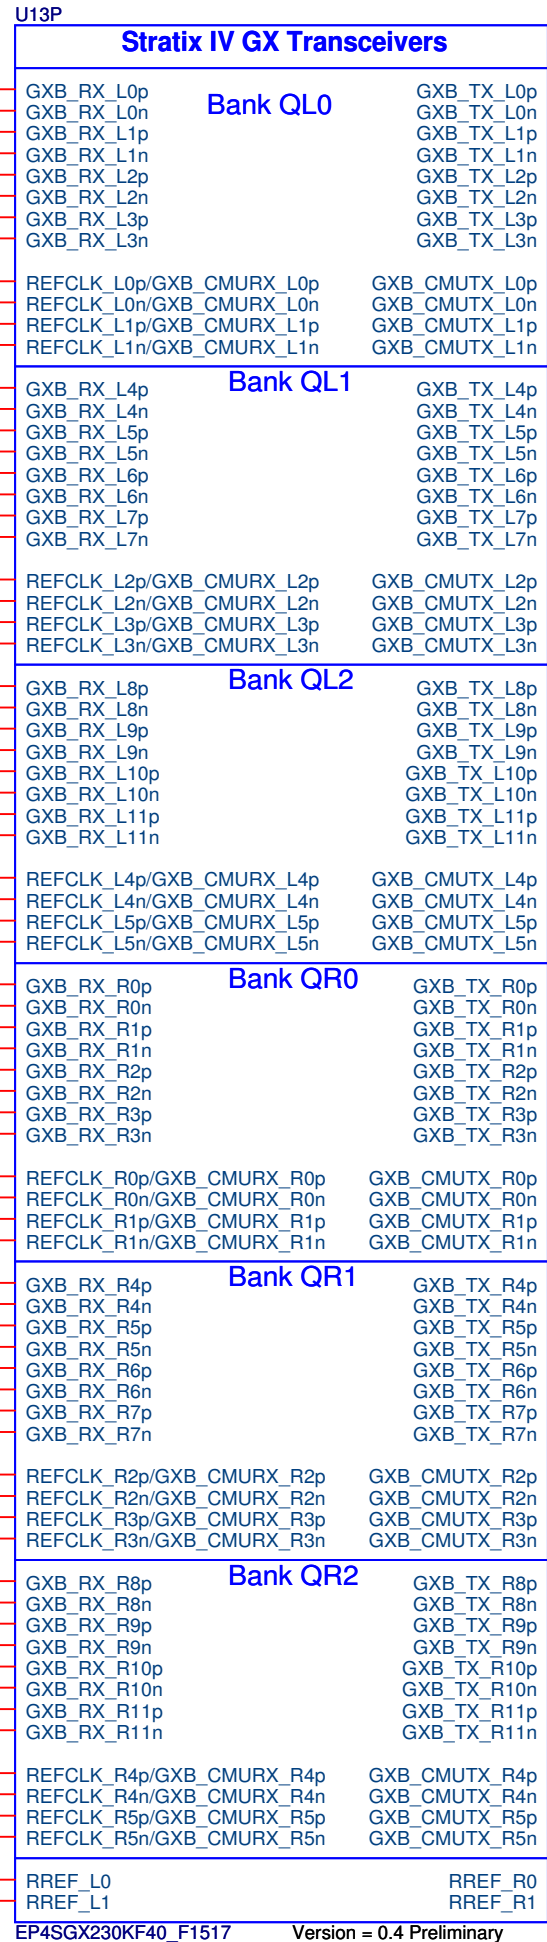 U13P
Stratix IV GX Transceivers
Bank QL0
GXB_RX_L0p GXB_TX_L0p
GXB_RX_L0n GXB_TX_L0n
GXB_RX_L1p GXB_TX_L1p
GXB_RX_L1n GXB_TX_L1n
GXB_RX_L2p GXB_TX_L2p
GXB_RX_L2n GXB_TX_L2n
GXB_RX_L3p GXB_TX_L3p
GXB_RX_L3n GXB_TX_L3n
REFCLK_L0p/GXB_CMURX_L0p GXB_CMUTX_L0p
REFCLK_L0n/GXB_CMURX_L0n GXB_CMUTX_L0n
REFCLK_L1p/GXB_CMURX_L1p GXB_CMUTX_L1p
REFCLK_L1n/GXB_CMURX_L1n GXB_CMUTX_L1n
Bank QL1
GXB_RX_L4p GXB_TX_L4p
GXB_RX_L4n GXB_TX_L4n
GXB_RX_L5p GXB_TX_L5p
GXB_RX_L5n GXB_TX_L5n
GXB_RX_L6p GXB_TX_L6p
GXB_RX_L6n GXB_TX_L6n
GXB_RX_L7p GXB_TX_L7p
GXB_RX_L7n GXB_TX_L7n
REFCLK_L2p/GXB_CMURX_L2p GXB_CMUTX_L2p
REFCLK_L2n/GXB_CMURX_L2n GXB_CMUTX_L2n
REFCLK_L3p/GXB_CMURX_L3p GXB_CMUTX_L3p
REFCLK_L3n/GXB_CMURX_L3n GXB_CMUTX_L3n
Bank QL2
GXB_RX_L8p GXB_TX_L8p
GXB_RX_L8n GXB_TX_L8n
GXB_RX_L9p GXB_TX_L9p
GXB_RX_L9n GXB_TX_L9n
GXB_RX_L10p GXB_TX_L10p
GXB_RX_L10n GXB_TX_L10n
GXB_RX_L11p GXB_TX_L11p
GXB_RX_L11n GXB_TX_L11n
REFCLK_L4p/GXB_CMURX_L4p GXB_CMUTX_L4p
REFCLK_L4n/GXB_CMURX_L4n GXB_CMUTX_L4n
REFCLK_L5p/GXB_CMURX_L5p GXB_CMUTX_L5p
REFCLK_L5n/GXB_CMURX_L5n GXB_CMUTX_L5n
Bank QR0
GXB_RX_R0p GXB_TX_R0p
GXB_RX_R0n GXB_TX_R0n
GXB_RX_R1p GXB_TX_R1p
GXB_RX_R1n GXB_TX_R1n
GXB_RX_R2p GXB_TX_R2p
GXB_RX_R2n GXB_TX_R2n
GXB_RX_R3p GXB_TX_R3p
GXB_RX_R3n GXB_TX_R3n
REFCLK_R0p/GXB_CMURX_R0p GXB_CMUTX_R0p
REFCLK_R0n/GXB_CMURX_R0n GXB_CMUTX_R0n
REFCLK_R1p/GXB_CMURX_R1p GXB_CMUTX_R1p
REFCLK_R1n/GXB_CMURX_R1n GXB_CMUTX_R1n
Bank QR1
GXB_RX_R4p GXB_TX_R4p
GXB_RX_R4n GXB_TX_R4n
GXB_RX_R5p GXB_TX_R5p
GXB_RX_R5n GXB_TX_R5n
GXB_RX_R6p GXB_TX_R6p
GXB_RX_R6n GXB_TX_R6n
GXB_RX_R7p GXB_TX_R7p
GXB_RX_R7n GXB_TX_R7n
REFCLK_R2p/GXB_CMURX_R2p GXB_CMUTX_R2p
REFCLK_R2n/GXB_CMURX_R2n GXB_CMUTX_R2n
REFCLK_R3p/GXB_CMURX_R3p GXB_CMUTX_R3p
REFCLK_R3n/GXB_CMURX_R3n GXB_CMUTX_R3n
Bank QR2
GXB_RX_R8p GXB_TX_R8p
GXB_RX_R8n GXB_TX_R8n
GXB_RX_R9p GXB_TX_R9p
GXB_RX_R9n GXB_TX_R9n
GXB_RX_R10p GXB_TX_R10p
GXB_RX_R10n GXB_TX_R10n
GXB_RX_R11p GXB_TX_R11p
GXB_RX_R11n GXB_TX_R11n
REFCLK_R4p/GXB_CMURX_R4p GXB_CMUTX_R4p
REFCLK_R4n/GXB_CMURX_R4n GXB_CMUTX_R4n
REFCLK_R5p/GXB_CMURX_R5p GXB_CMUTX_R5p
REFCLK_R5n/GXB_CMURX_R5n GXB_CMUTX_R5n
RREF_L0 RREF_R0
RREF_L1 RREF_R1
EP4SGX230KF40_F1517 Version = 0.4 Preliminary